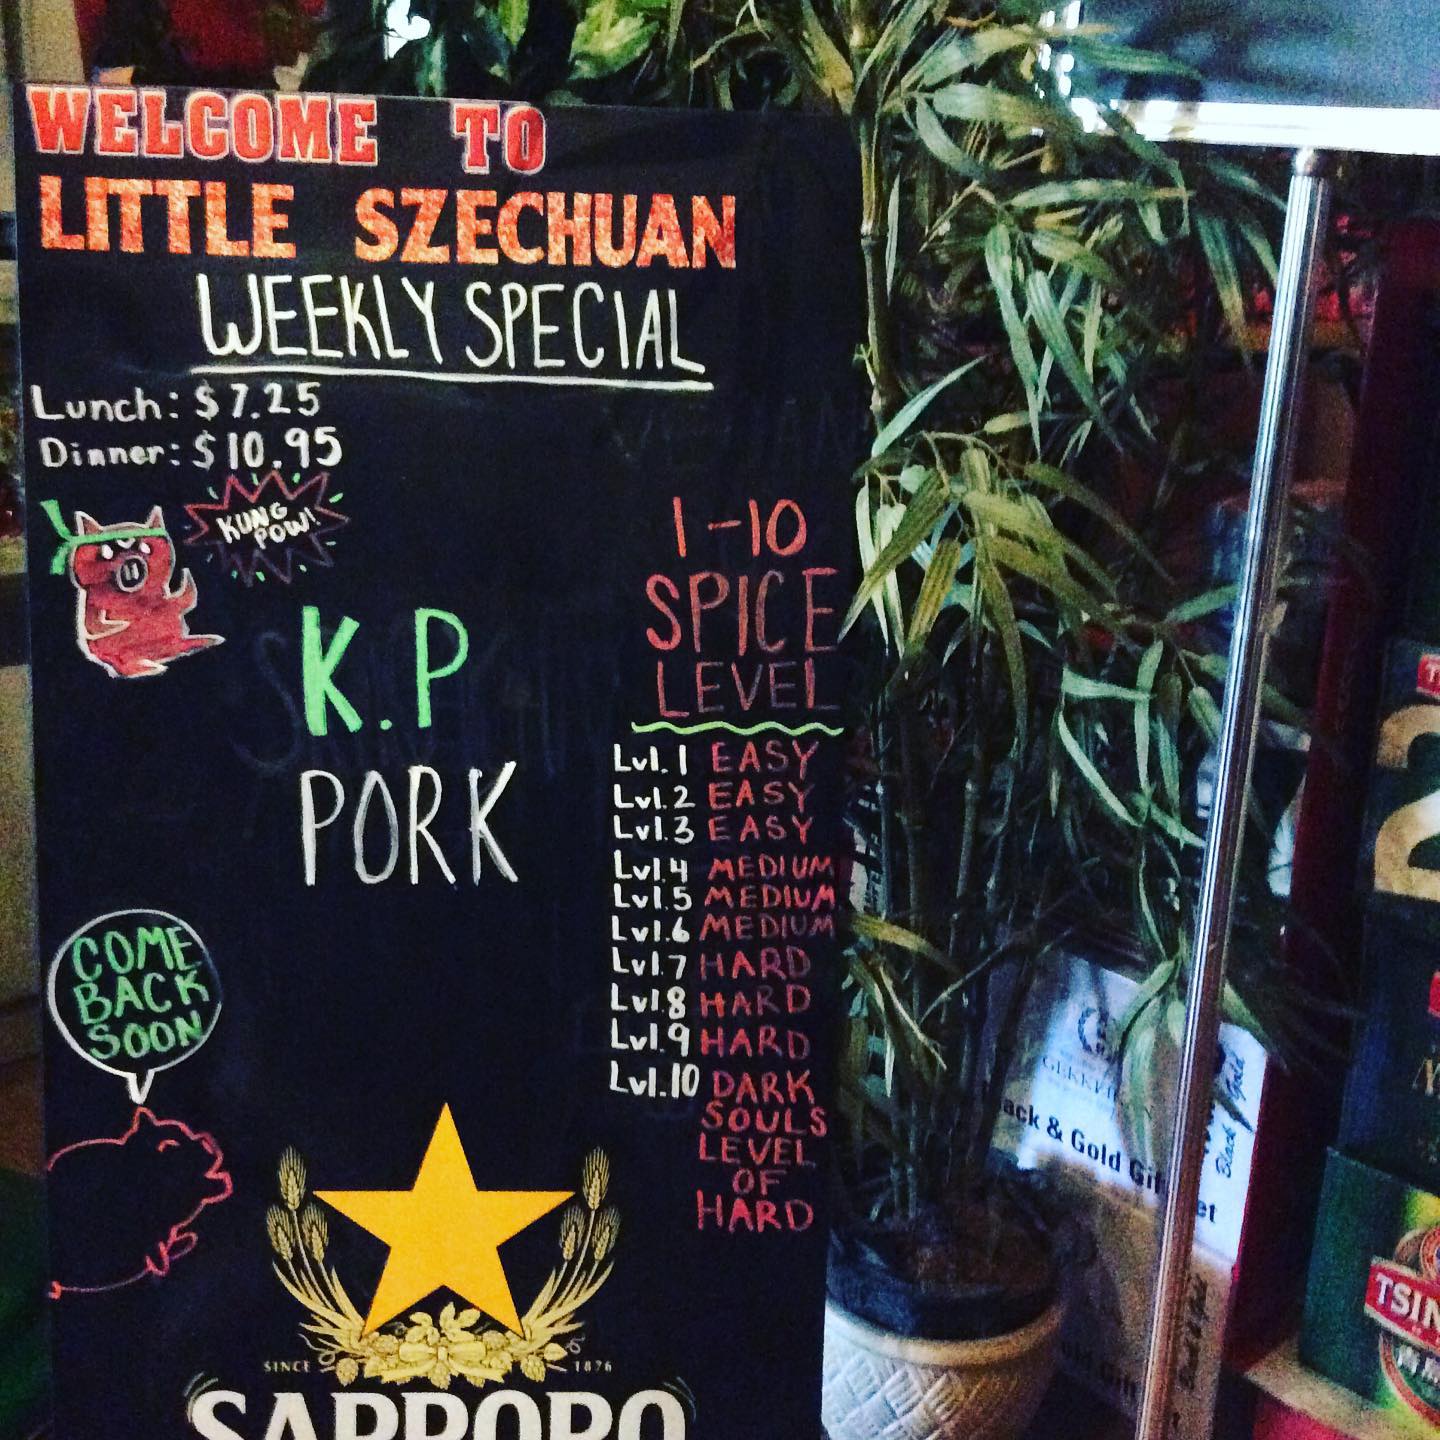 WELCOME TO
LITTLE SZECHUAN
WEEKLY SPECIAL
Lunch: $7.25
Dinner: $10.95
KUNG
POW!
K.P
PORK
1-10
SPICE
LEVEL
Lvl.1 EASY
Lvl.2 EASY
Lvl.3 EASY
Lvl.4 MEDIUM
Lvl.5 MEDIUM
Lvl.6 MEDIUM
Lvl.7 HARD
Lvl.8 HARD
Lvl.9 HARD
Lvl.10 DARK
SOULS
LEVEL
OF
HARD
COME
BACK
SOON
SINCE 1876
SAPPORO
& Gold
Black & Gold